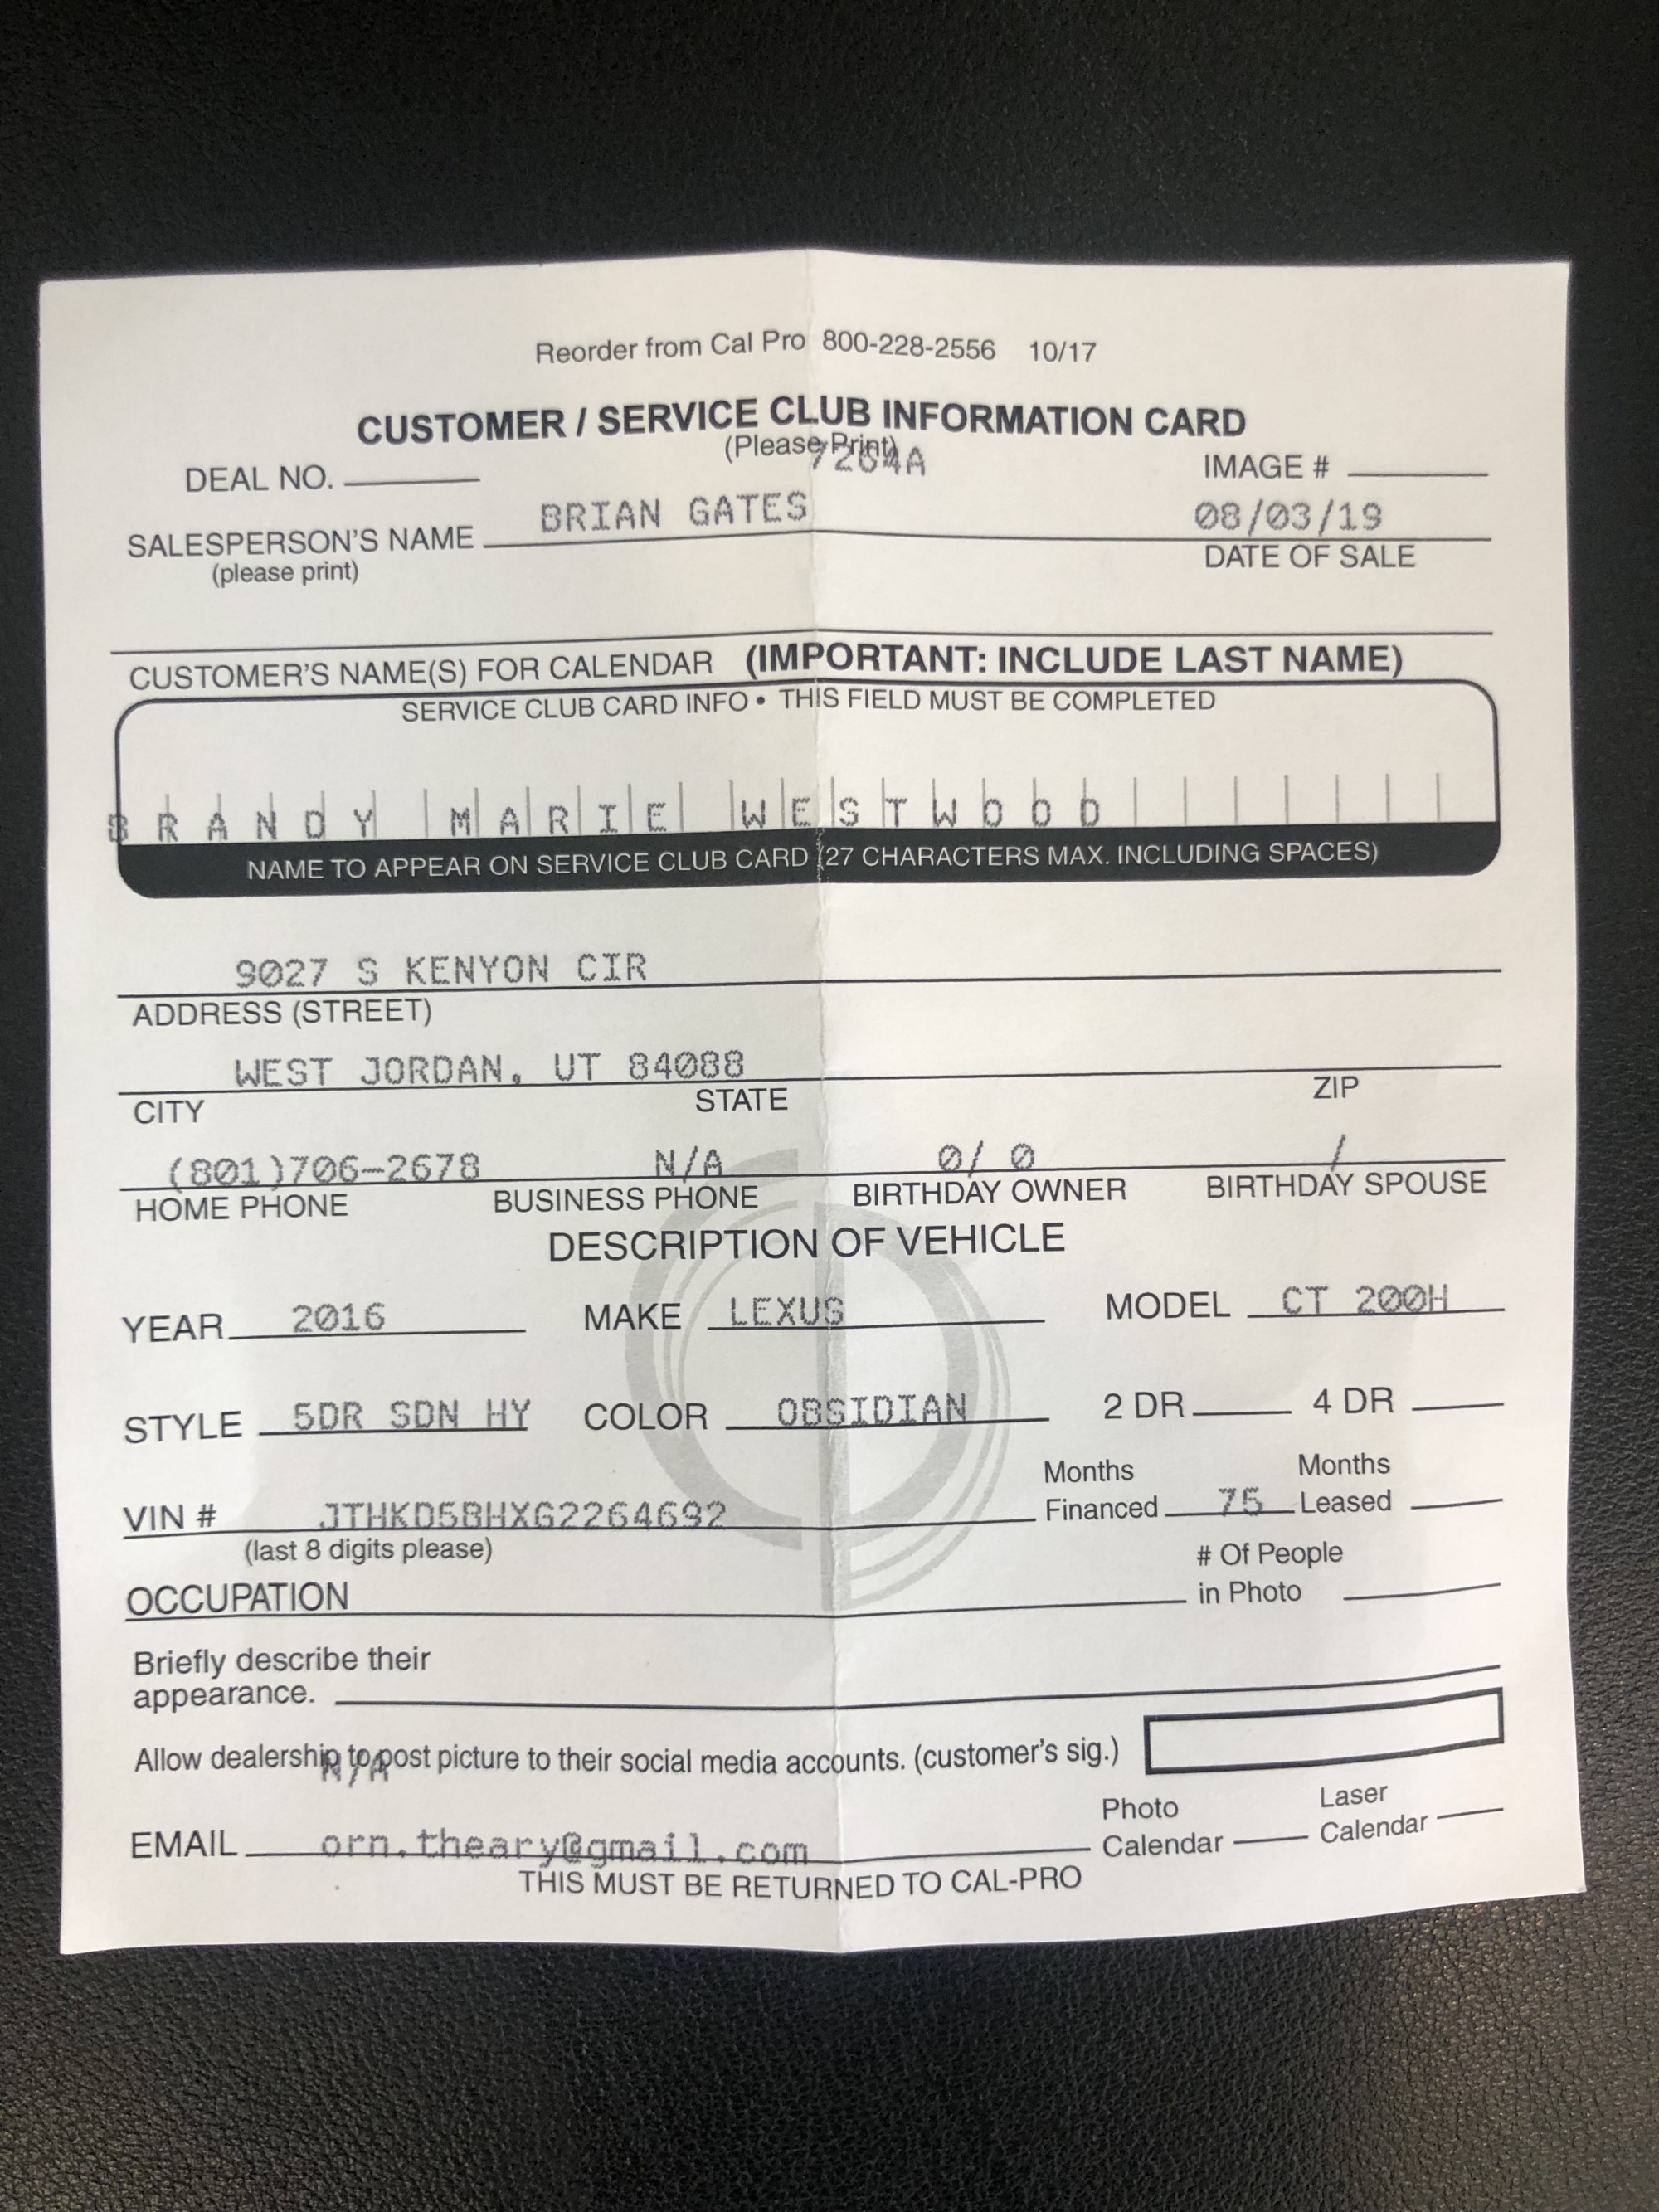 Reorder from Cal Pro 800-228-2556 10/17
CUSTOMER / SERVICE CLUB INFORMATION CARD
(Please Print)
7264A
DEAL NO. IMAGE #
SALESPERSON'S NAME BRIAN GATES 08/03/19
(please print) DATE OF SALE
CUSTOMER'S NAME(S) FOR CALENDAR (IMPORTANT: INCLUDE LAST NAME)
SERVICE CLUB CARD INFO • THIS FIELD MUST BE COMPLETED
BRANDY MARIE WESTWOOD
NAME TO APPEAR ON SERVICE CLUB CARD (27 CHARACTERS MAX. INCLUDING SPACES)
9027 S KENYON CIR
ADDRESS (STREET)
WEST JORDAN, UT 84088
CITY STATE ZIP
(801)706-2678 N/A 0/ 0 /
HOME PHONE BUSINESS PHONE BIRTHDAY OWNER BIRTHDAY SPOUSE
DESCRIPTION OF VEHICLE
YEAR 2016 MAKE LEXUS MODEL CT 200H
STYLE 5DR SDN HY COLOR OBSIDIAN 2 DR 4 DR
Months Months
VIN # JTHKD5BHXG2264692 Financed 75 Leased
(last 8 digits please)
# Of People
OCCUPATION in Photo
Briefly describe their
appearance.
Allow dealership to post picture to their social media accounts. (customer's sig.)
N/A
Photo Laser
EMAIL orn.theary@gmail.com Calendar Calendar
THIS MUST BE RETURNED TO CAL-PRO